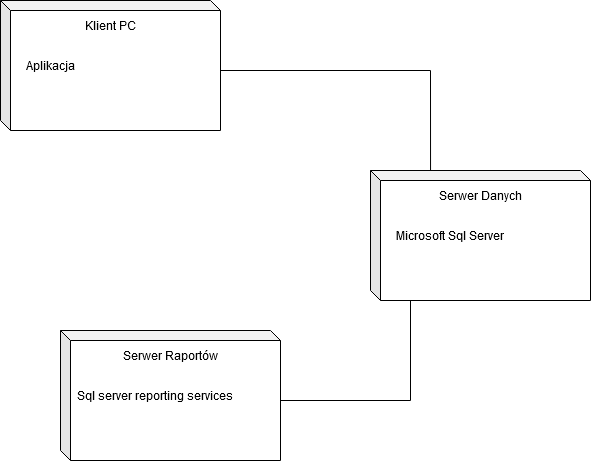 Klient PC
Aplikacja
Serwer Danych
Microsoft Sql Server
Serwer Raportów
Sql server reporting services